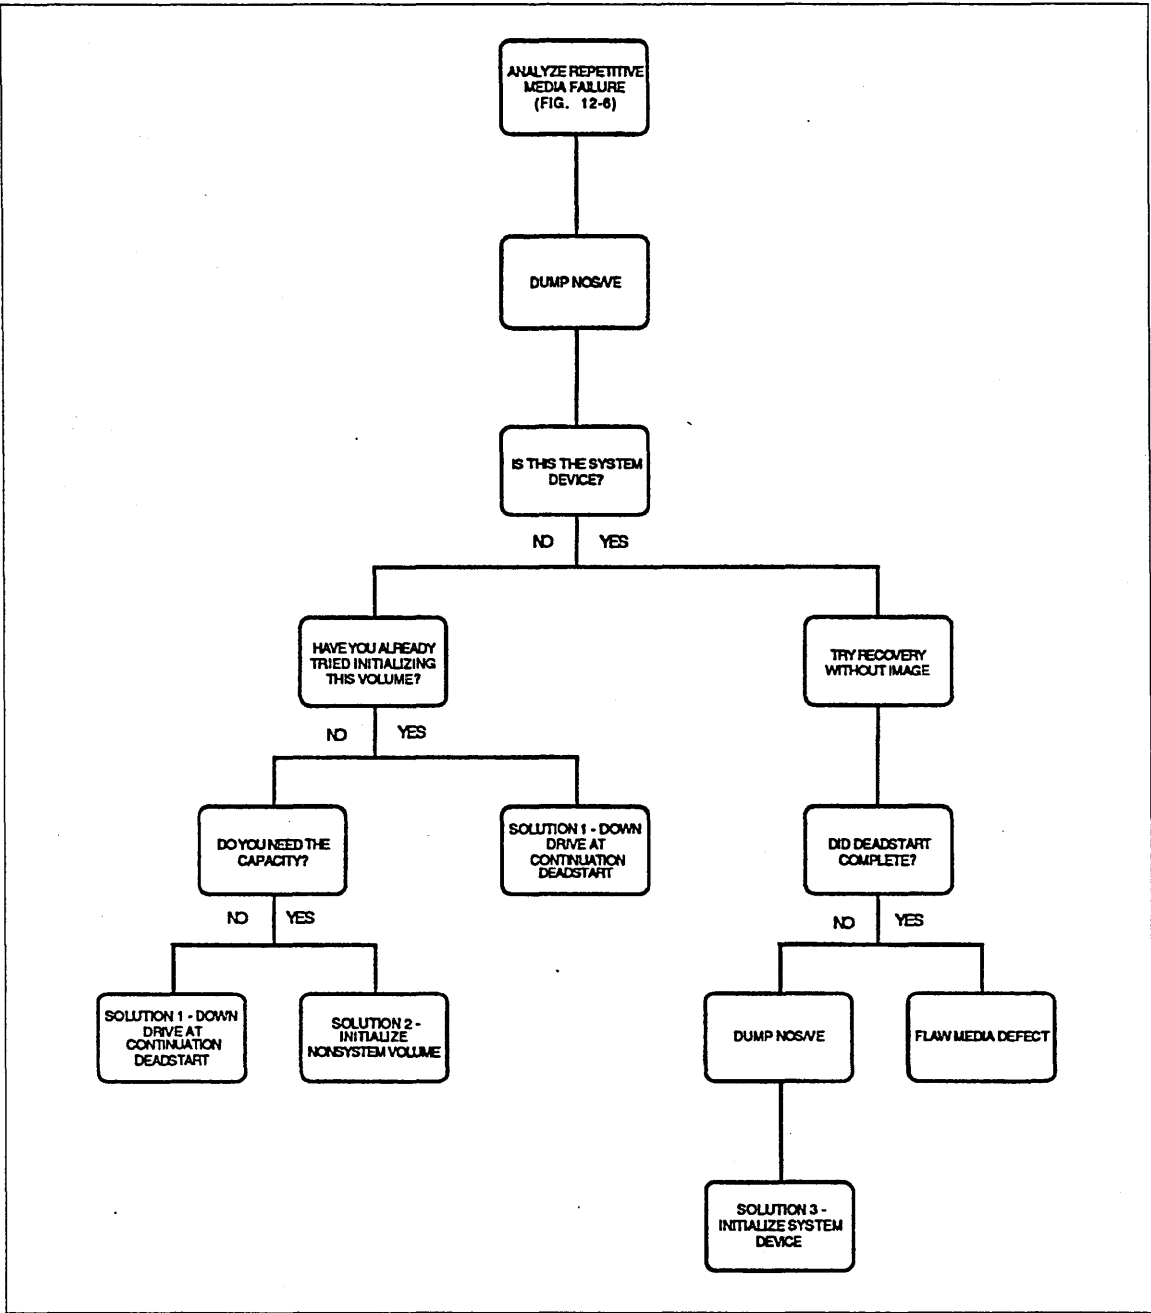 ANALYZE REPETITIVE
MEDIA FAILURE
(FIG. 12-6)
DUMP NOS/VE
IS THIS THE SYSTEM
DEVICE?
NO YES
HAVE YOU ALREADY
TRIED INITIALIZING
THIS VOLUME?
TRY RECOVERY
WITHOUT IMAGE
NO YES
DO YOU NEED THE
CAPACITY?
SOLUTION 1 - DOWN
DRIVE AT
CONTINUATION
DEADSTART
DID DEADSTART
COMPLETE?
NO YES
NO YES
SOLUTION 1 - DOWN
DRIVE AT
CONTINUATION
DEADSTART
SOLUTION 2 -
INITIALIZE
NONSYSTEM VOLUME
DUMP NOS/VE
FLAW MEDIA DEFECT
SOLUTION 3 -
INITIALIZE SYSTEM
DEVICE